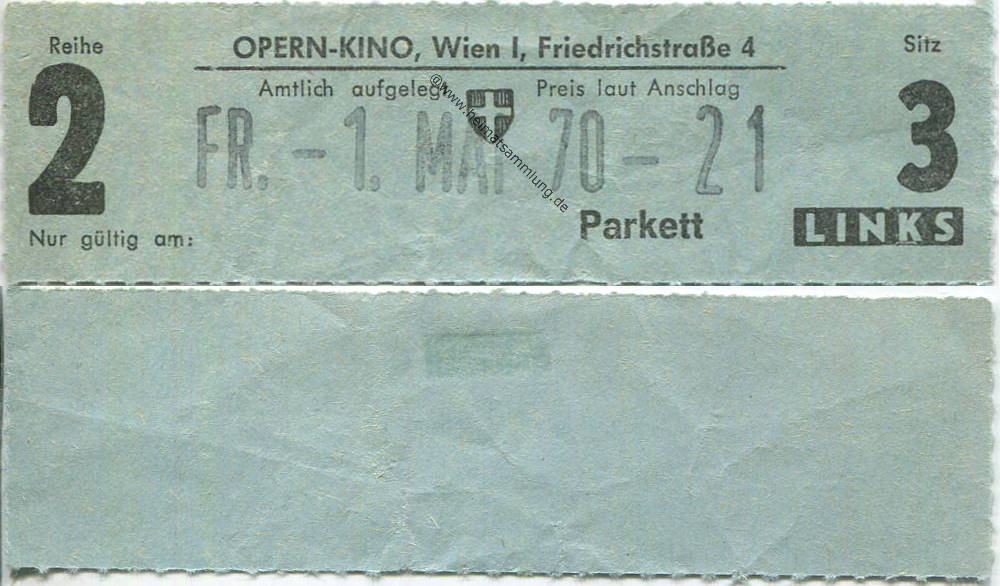 Reihe
OPERN-KINO, Wien I, Friedrichstraße 4
Sitz
2
Amtlich aufgelegt
Preis laut Anschlag
3
FR. - 1. MAI 70 - 21
@www.heimatsammlung.de
Parkett
LINKS
Nur gültig am: